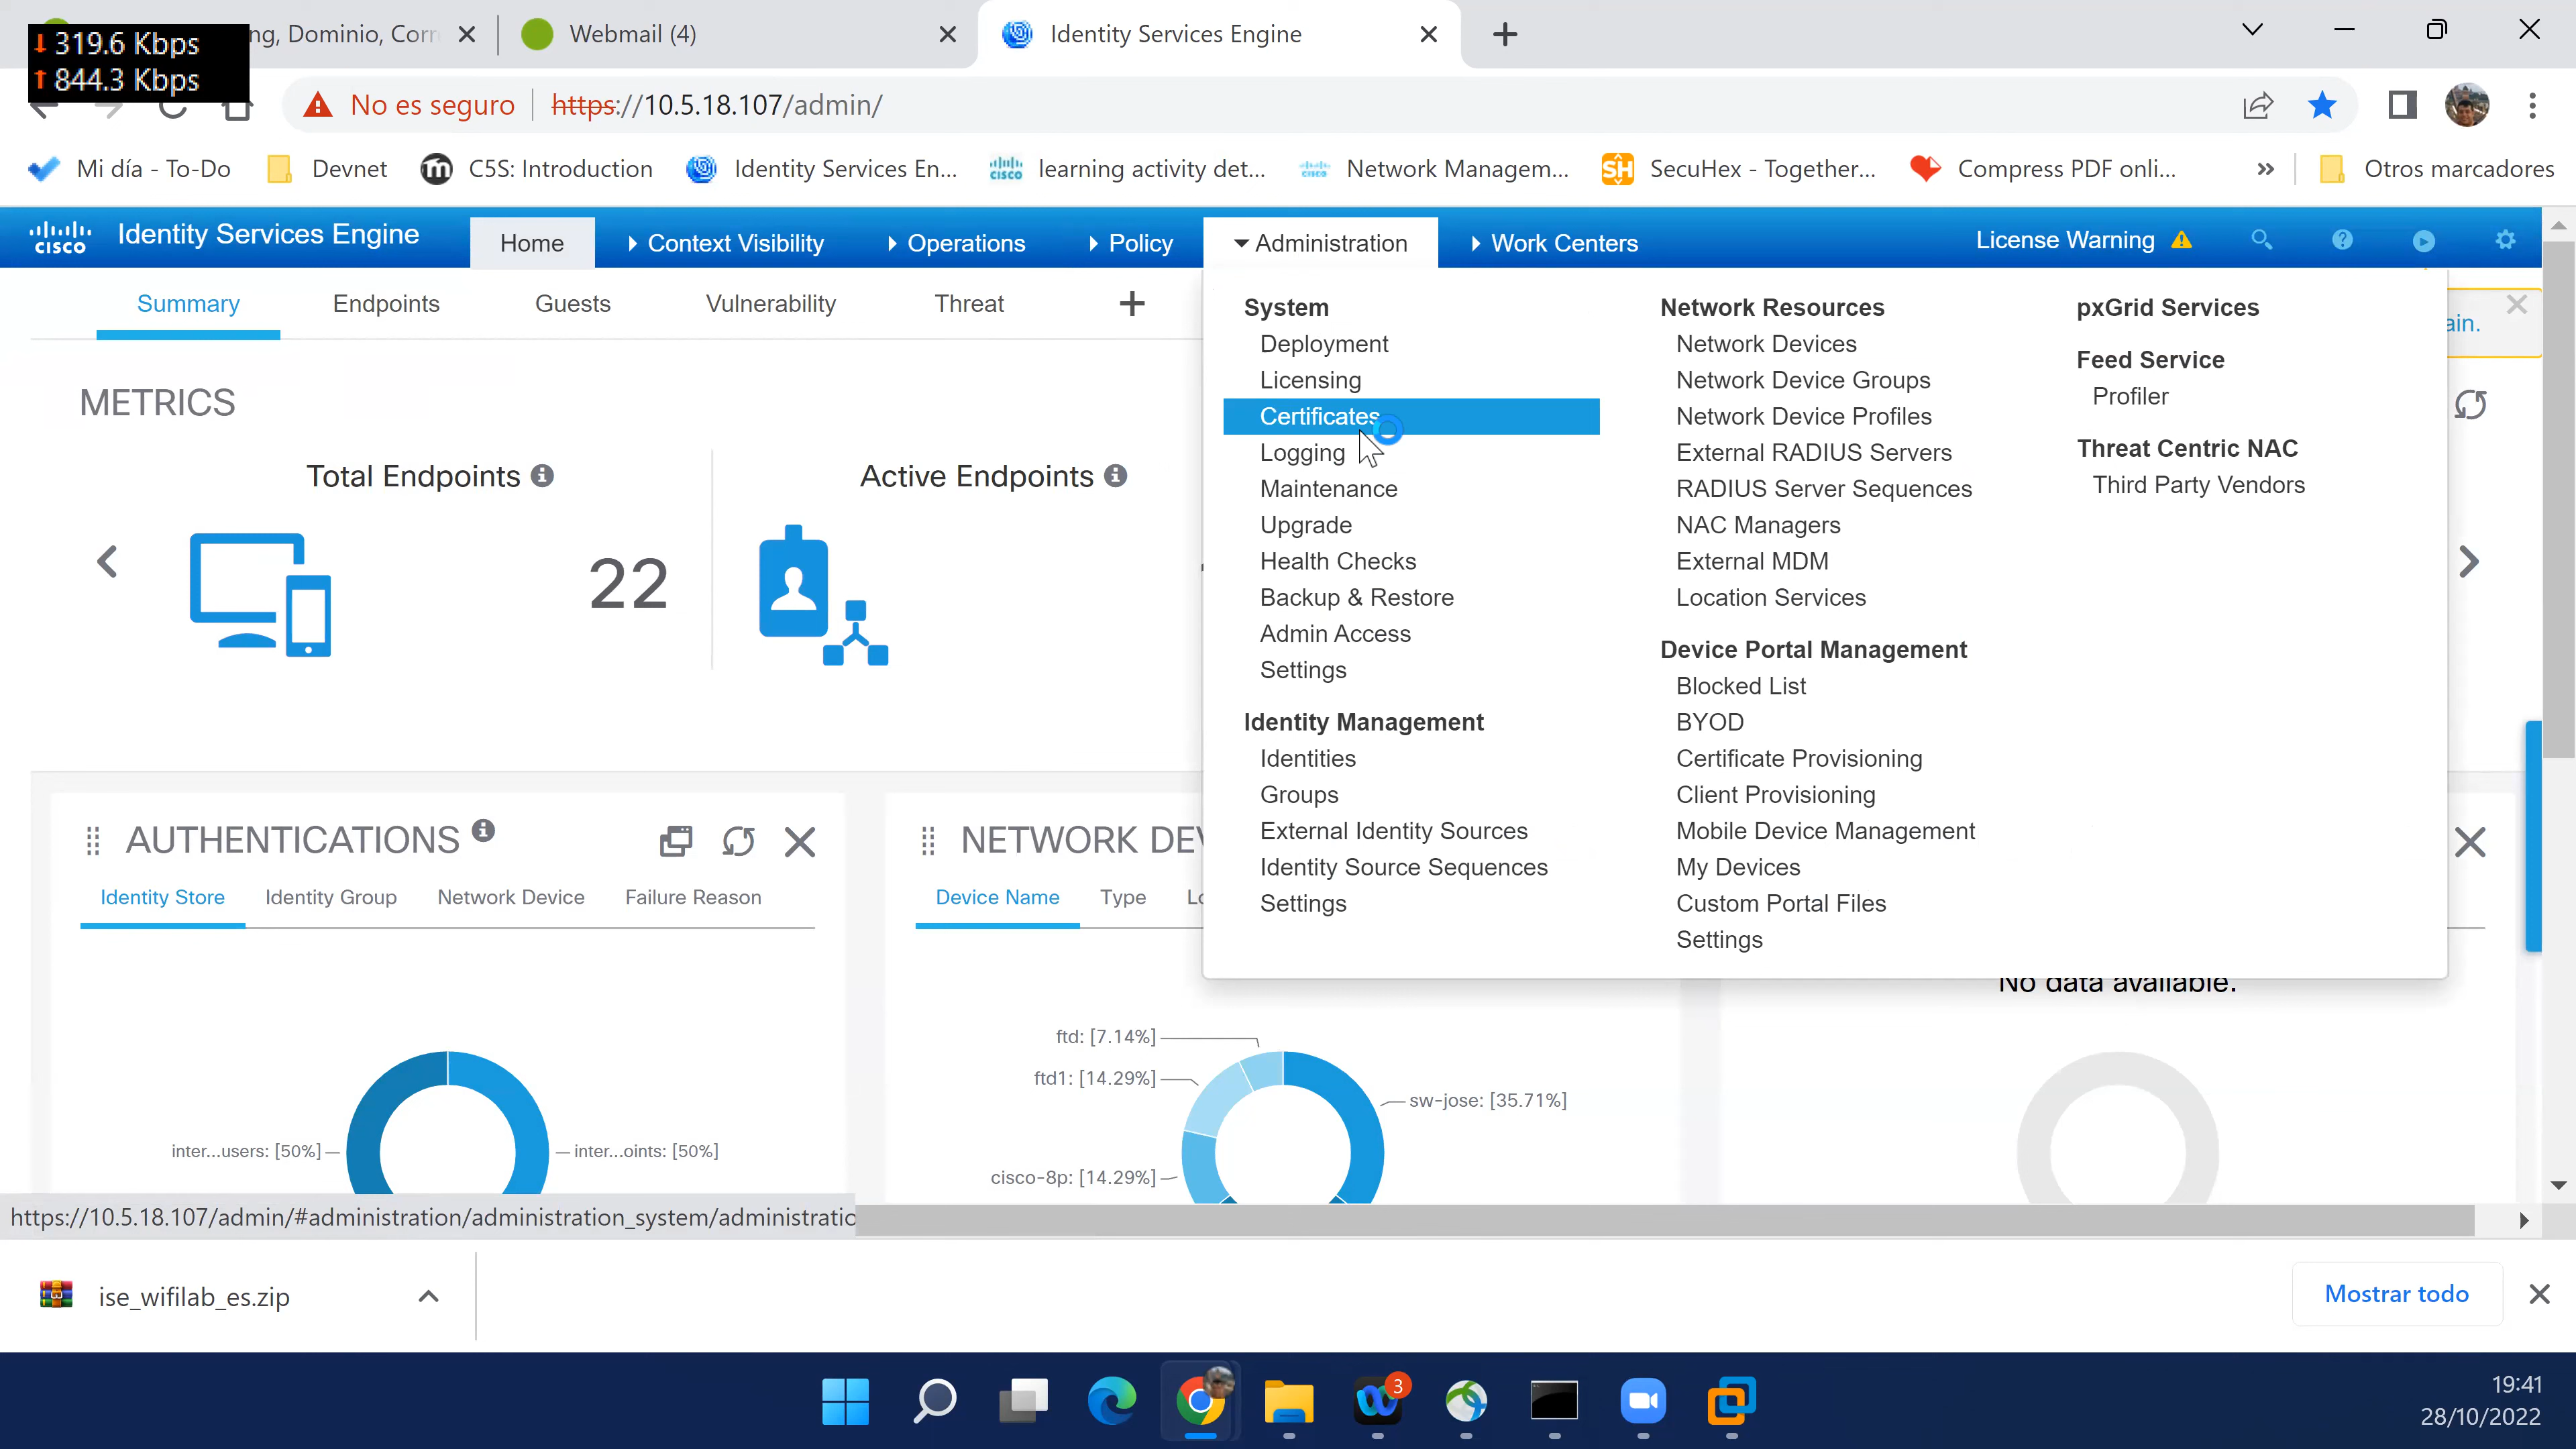 319.6 Kbps
844.3 Kbps
ng, Dominio, Corr
Webmail (4)
Identity Services Engine
No es seguro
https://10.5.18.107/admin/
Mi día - To-Do
Devnet
C5S: Introduction
Identity Services En...
learning activity det...
Network Managem...
SecuHex - Together...
Compress PDF onli...
»
Otros marcadores
cisco
Identity Services Engine
Home
Context Visibility
Operations
Policy
Administration
Work Centers
License Warning
Summary
Endpoints
Guests
Vulnerability
Threat
ain.
METRICS
Total Endpoints
22
Active Endpoints
System
Deployment
Licensing
Certificates
Logging
Maintenance
Upgrade
Health Checks
Backup & Restore
Admin Access
Settings
Identity Management
Identities
Groups
External Identity Sources
Identity Source Sequences
Settings
Network Resources
Network Devices
Network Device Groups
Network Device Profiles
External RADIUS Servers
RADIUS Server Sequences
NAC Managers
External MDM
Location Services
Device Portal Management
Blocked List
BYOD
Certificate Provisioning
Client Provisioning
Mobile Device Management
My Devices
Custom Portal Files
Settings
pxGrid Services
Feed Service
Profiler
Threat Centric NAC
Third Party Vendors
AUTHENTICATIONS
Identity Store
Identity Group
Network Device
Failure Reason
inter...users: [50%]
inter...oints: [50%]
NETWORK DEV
Device Name
Type
Lo
ftd: [7.14%]
ftd1: [14.29%]
cisco-8p: [14.29%]
sw-jose: [35.71%]
No data available.
https://10.5.18.107/admin/#administration/administration_system/administratio
ise_wifilab_es.zip
Mostrar todo
3
19:41
28/10/2022